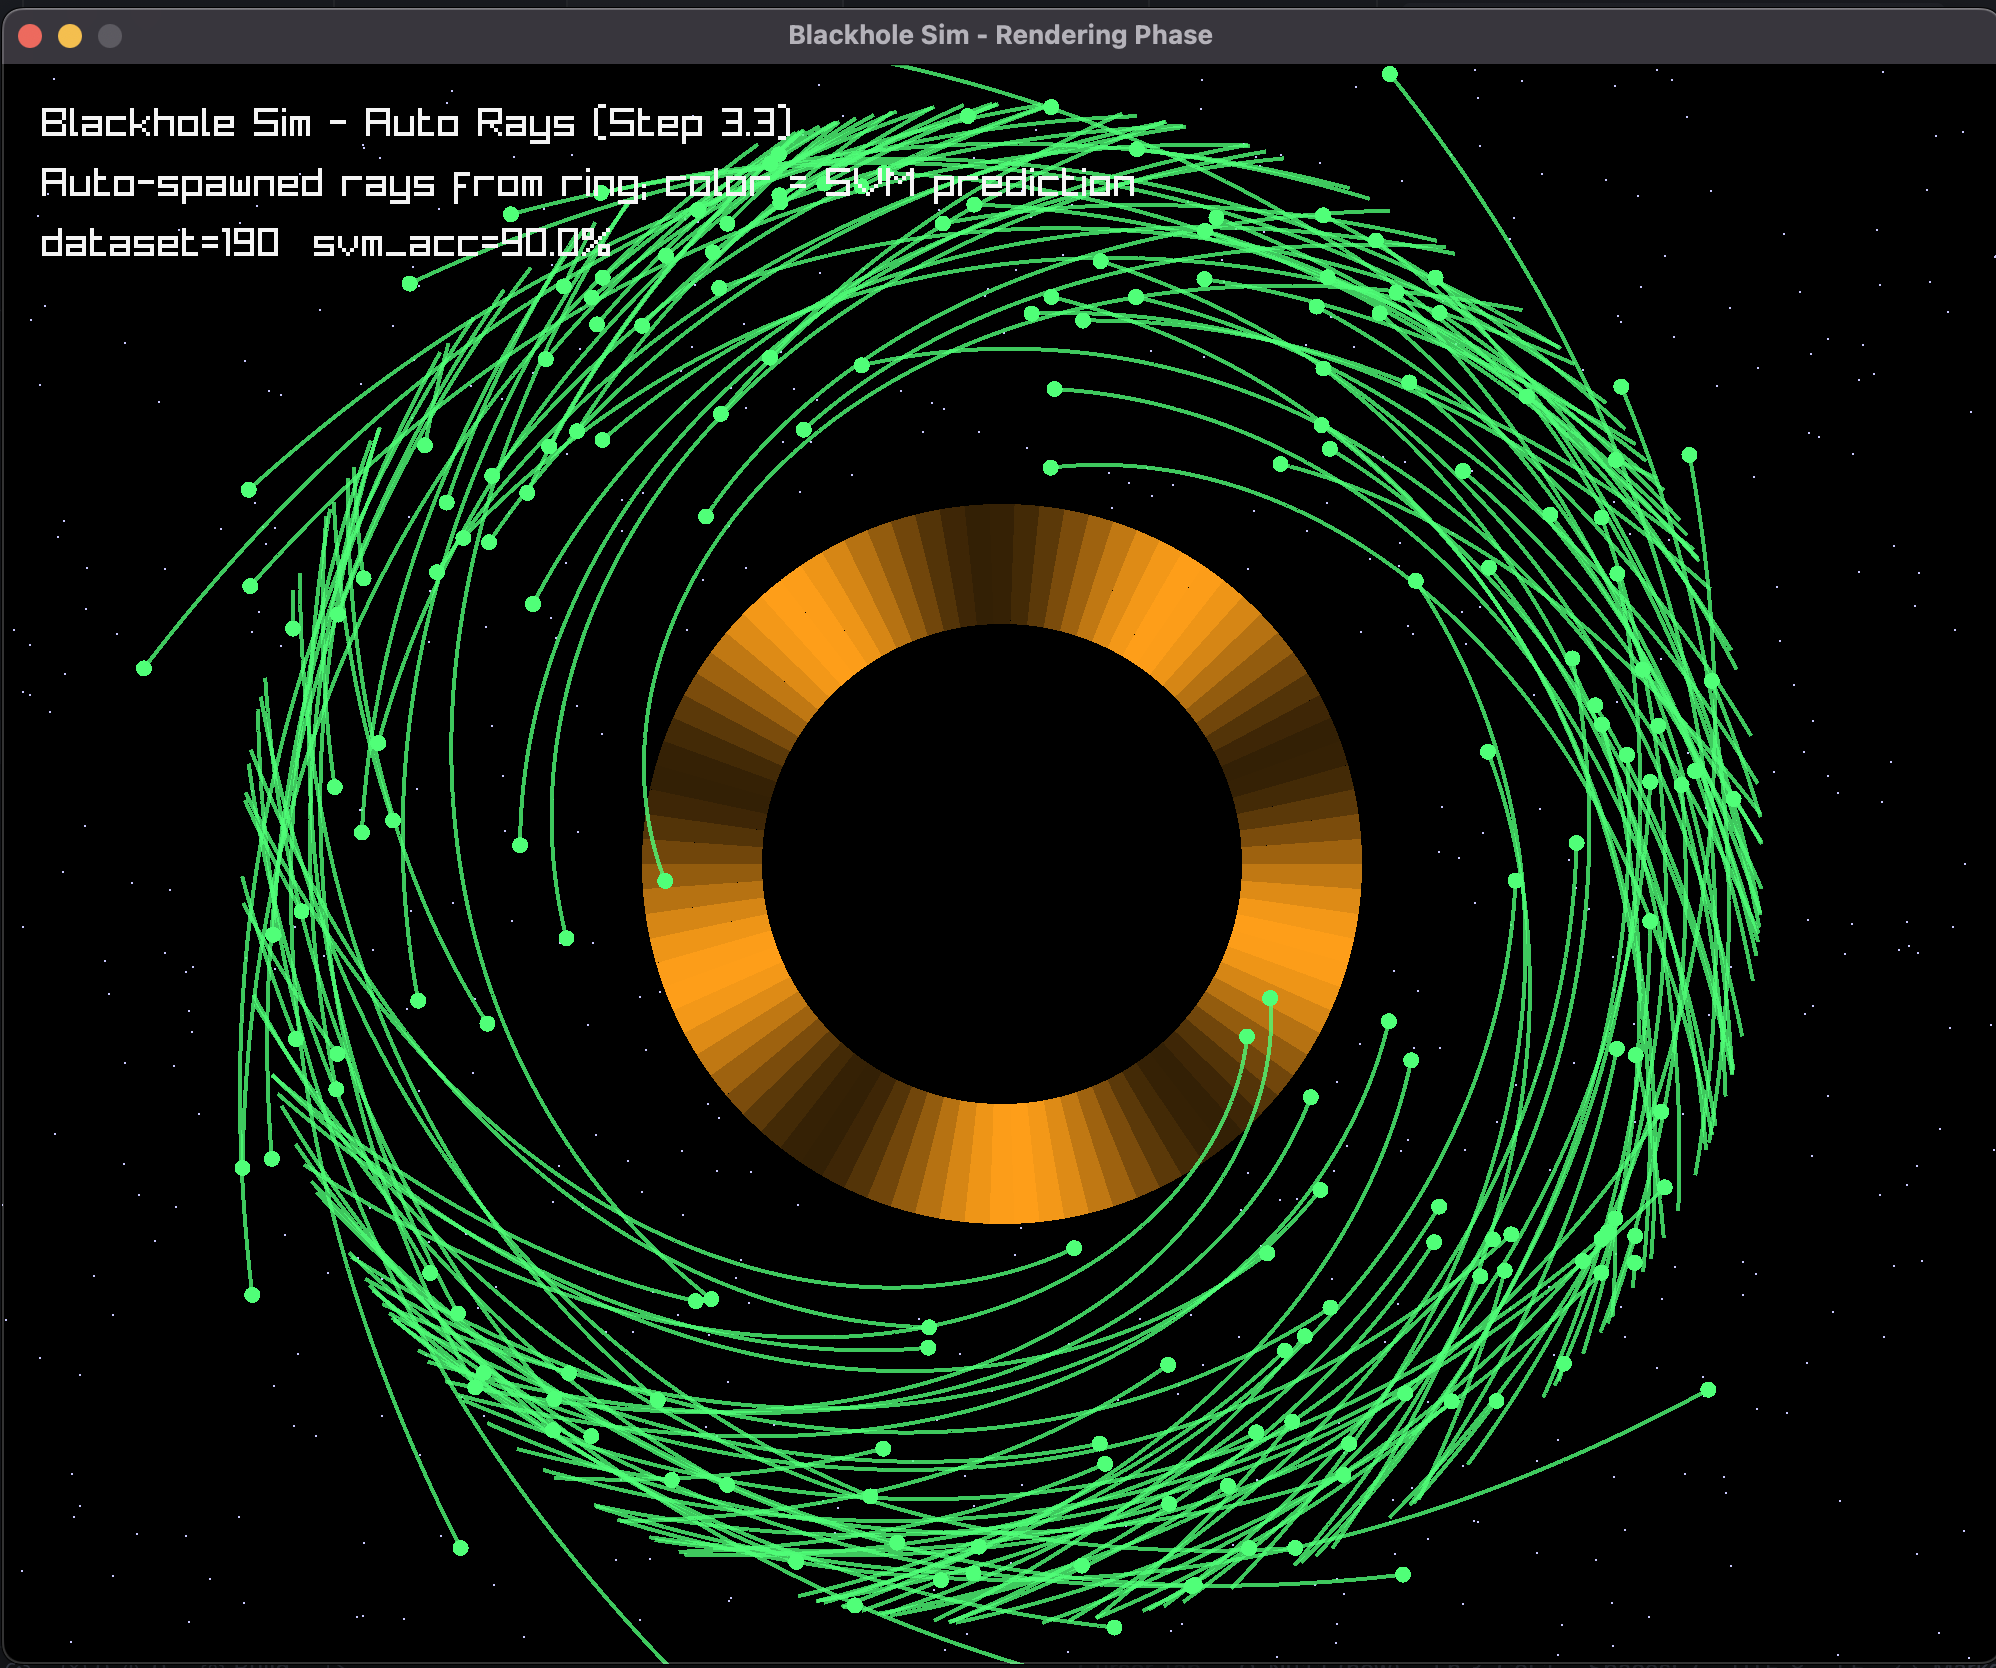 Blackhole Sim - Rendering Phase
Blackhole Sim - Auto Rays (Step 3.3)
Auto-spawned rays from ring; color = SVM prediction
dataset=190 svm_acc=90.0%